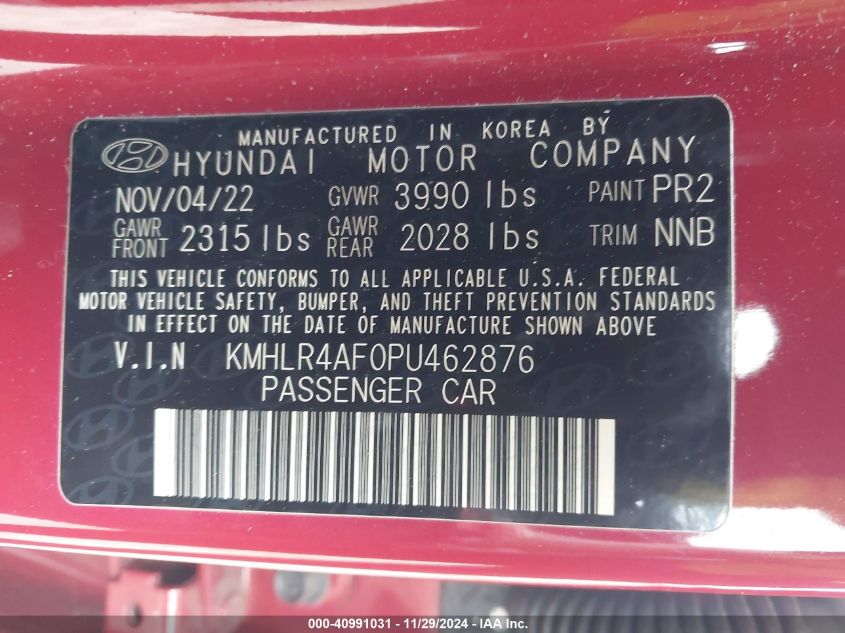 MANUFACTURED IN KOREA BY
HYUNDAI MOTOR COMPANY
NOV/04/22 GVWR 3990 lbs PAINT PR2
GAWR FRONT 2315 lbs GAWR REAR 2028 lbs TRIM NNB
THIS VEHICLE CONFORMS TO ALL APPLICABLE U.S.A. FEDERAL
MOTOR VEHICLE SAFETY, BUMPER, AND THEFT PREVENTION STANDARDS
IN EFFECT ON THE DATE OF MANUFACTURE SHOWN ABOVE
V.I.N KMHLR4AF0PU462876
PASSENGER CAR
000-40991031 - 11/29/2024 - IAA Inc.